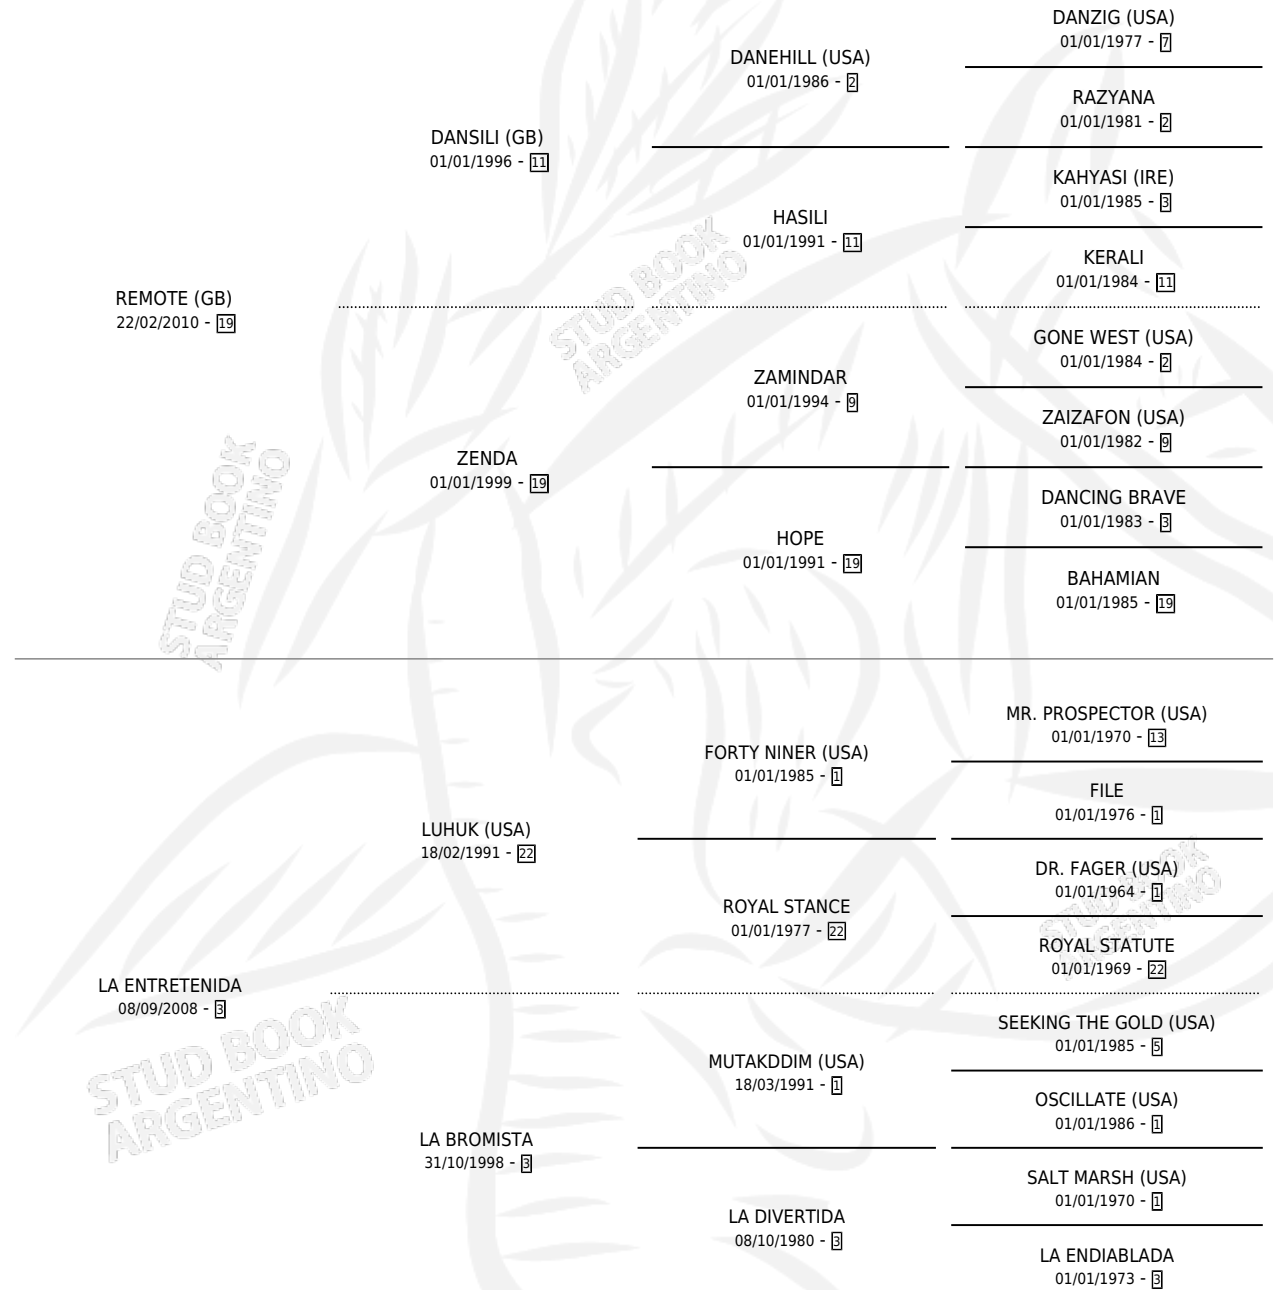 DANZIG (USA)
01/01/1977 - 7
DANEHILL (USA)
01/01/1986 - 2
RAZYANA
01/01/1981 - 2
DANSILI (GB)
01/01/1996 - 11
KAHYASI (IRE)
01/01/1985 - 3
HASILI
01/01/1991 - 11
KERALI
01/01/1984 - 11
REMOTE (GB)
22/02/2010 - 19
GONE WEST (USA)
01/01/1984 - 2
ZAMINDAR
01/01/1994 - 9
ZAIZAFON (USA)
01/01/1982 - 9
ZENDA
01/01/1999 - 19
DANCING BRAVE
01/01/1983 - 3
HOPE
01/01/1991 - 19
BAHAMIAN
01/01/1985 - 19
MR. PROSPECTOR (USA)
01/01/1970 - 13
FORTY NINER (USA)
01/01/1985 - 1
FILE
01/01/1976 - 1
LUHUK (USA)
18/02/1991 - 22
DR. FAGER (USA)
01/01/1964 - 1
ROYAL STANCE
01/01/1977 - 22
ROYAL STATUTE
01/01/1969 - 22
LA ENTRETENIDA
08/09/2008 - 3
SEEKING THE GOLD (USA)
01/01/1985 - 5
MUTAKDDIM (USA)
18/03/1991 - 1
OSCILLATE (USA)
01/01/1986 - 1
LA BROMISTA
31/10/1998 - 3
SALT MARSH (USA)
01/01/1970 - 1
LA DIVERTIDA
08/10/1980 - 3
LA ENDIABLADA
01/01/1973 - 3
STUD BOOK
ARGENTINO
STUD BOOK
ARGENTINO
STUD BOOK
ARGENTINO
STUD BOOK
ARGENTINO